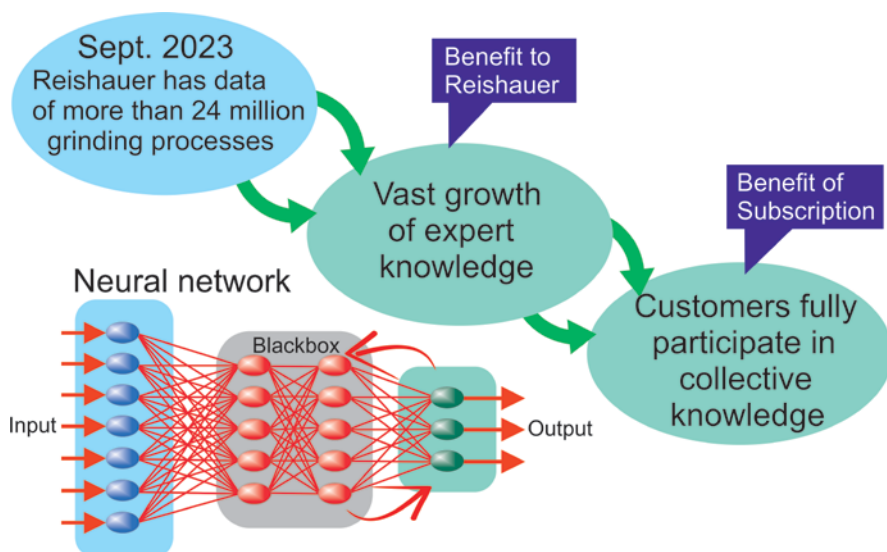 Sept. 2023
Reishauer has data
of more than 24 million
grinding processes
Benefit to
Reishauer
Vast growth
of expert
knowledge
Benefit of
Subscription
Customers fully
participate in
collective
knowledge
Neural network
Blackbox
Input
Output